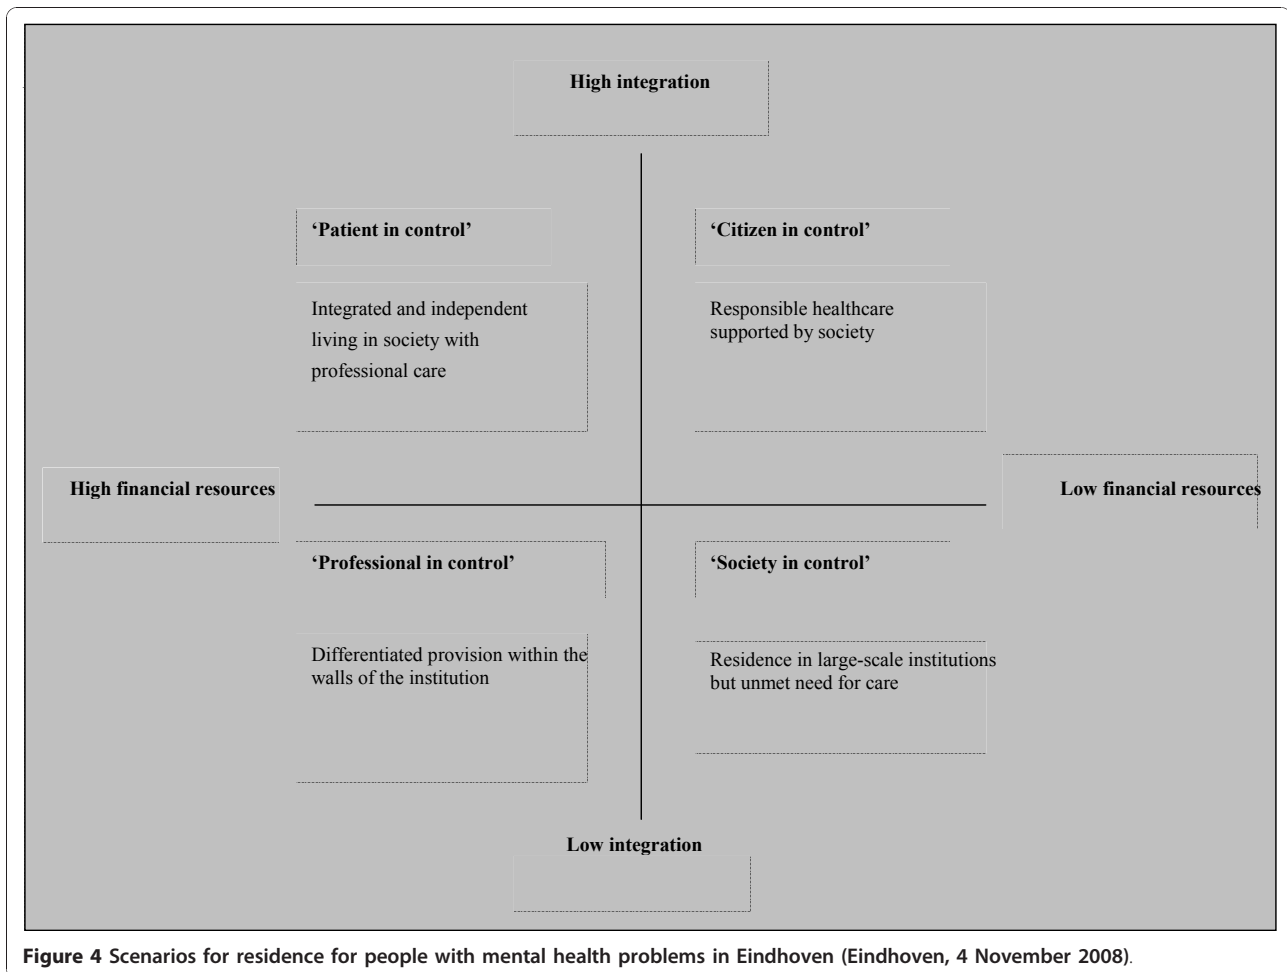 High integration
‘Patient in control’
Integrated and independent
living in society with
professional care
‘Citizen in control’
Responsible healthcare
supported by society
High financial resources
Low financial resources
‘Professional in control’
Differentiated provision within the
walls of the institution
‘Society in control’
Residence in large-scale institutions
but unmet need for care
Low integration
Figure 4 Scenarios for residence for people with mental health problems in Eindhoven (Eindhoven, 4 November 2008).